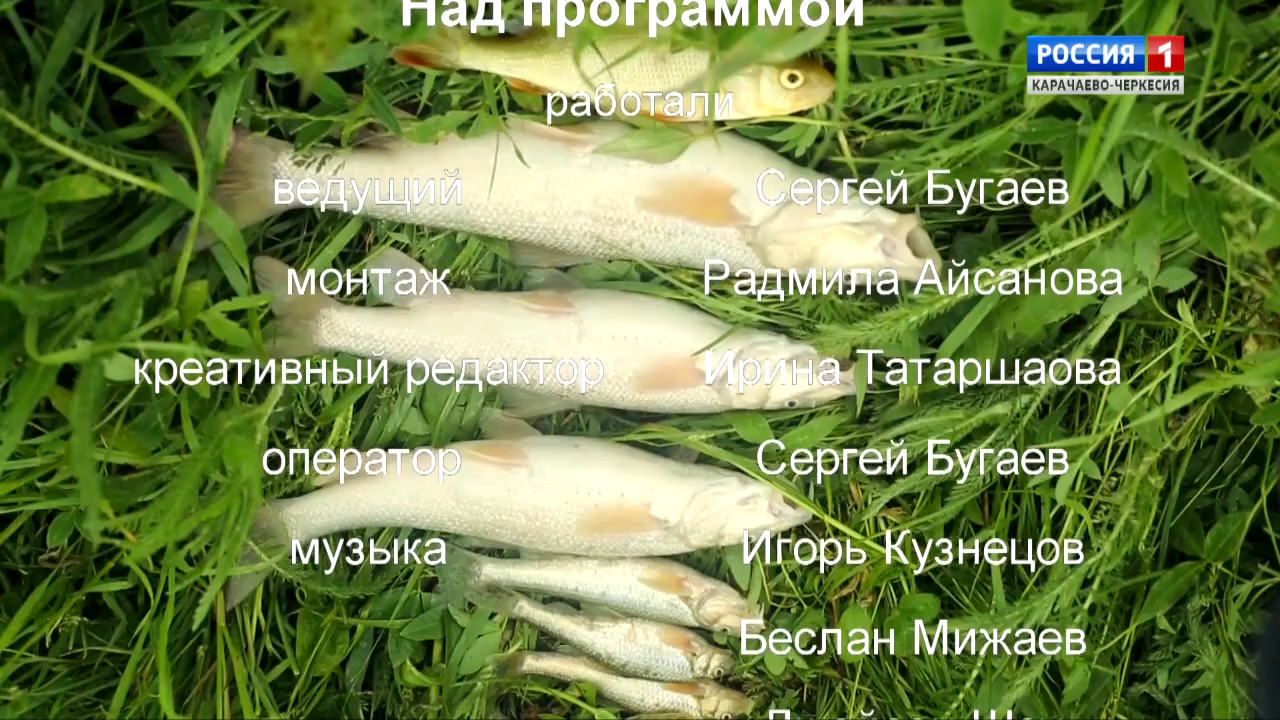 Над программой
РОССИЯ 1
КАРАЧАЕВО-ЧЕРКЕСИЯ
работали
ведущий Сергей Бугаев
монтаж Радмила Айсанова
креативный редактор Ирина Татаршаова
оператор Сергей Бугаев
музыка Игорь Кузнецов
Беслан Мижаев